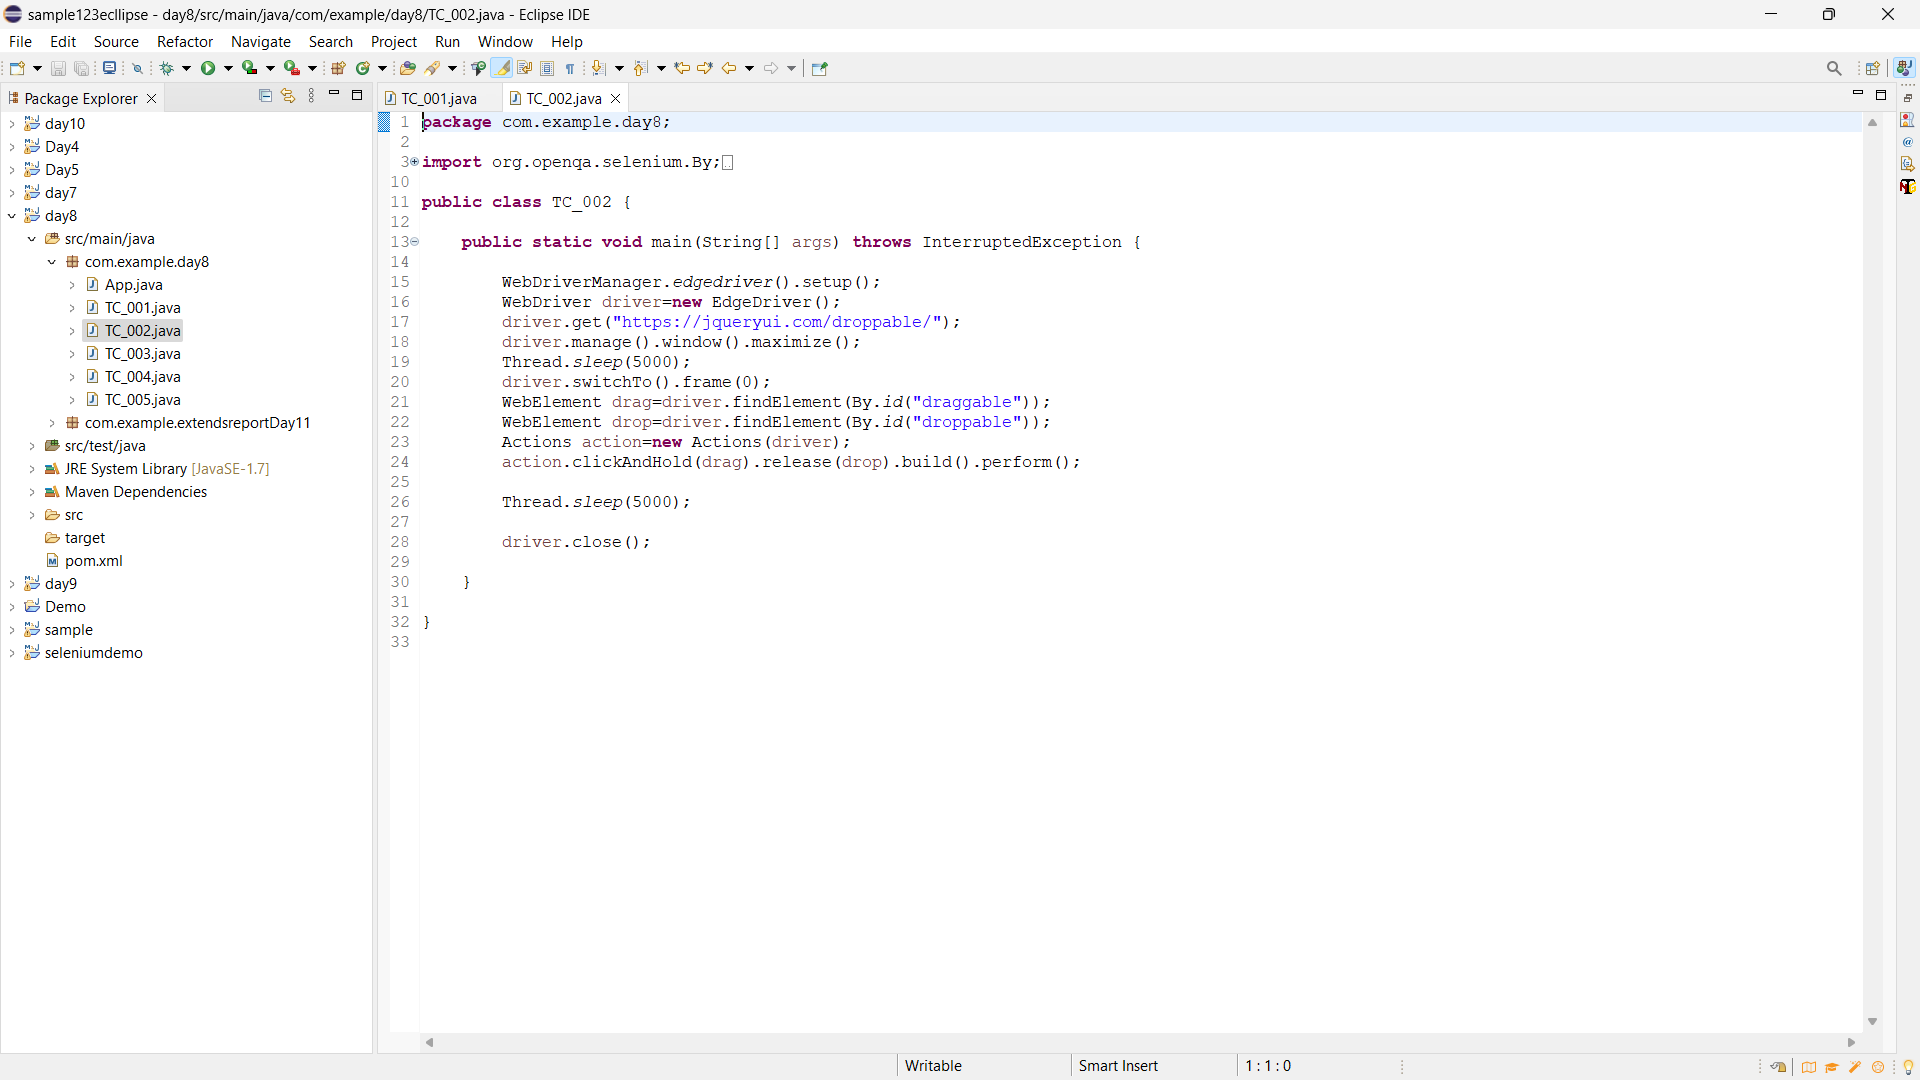 sample123ecllipse - day8/src/main/java/com/example/day8/TC_002.java - Eclipse IDE
File Edit Source Refactor Navigate Search Project Run Window Help
Package Explorer
day10
Day4
Day5
day7
day8
src/main/java
com.example.day8
App.java
TC_001.java
TC_002.java
TC_003.java
TC_004.java
TC_005.java
com.example.extendsreportDay11
src/test/java
JRE System Library [JavaSE-1.7]
Maven Dependencies
src
target
pom.xml
day9
Demo
sample
seleniumdemo
TC_001.java TC_002.java
1 package com.example.day8;
2
3 import org.openqa.selenium.By;
10
11 public class TC_002 {
12
13 public static void main(String[] args) throws InterruptedException {
14
15 WebDriverManager.edgedriver().setup();
16 WebDriver driver=new EdgeDriver();
17 driver.get("https://jqueryui.com/droppable/");
18 driver.manage().window().maximize();
19 Thread.sleep(5000);
20 driver.switchTo().frame(0);
21 WebElement drag=driver.findElement(By.id("draggable"));
22 WebElement drop=driver.findElement(By.id("droppable"));
23 Actions action=new Actions(driver);
24 action.clickAndHold(drag).release(drop).build().perform();
25
26 Thread.sleep(5000);
27
28 driver.close();
29
30 }
31
32 }
33
Writable Smart Insert 1 : 1 : 0